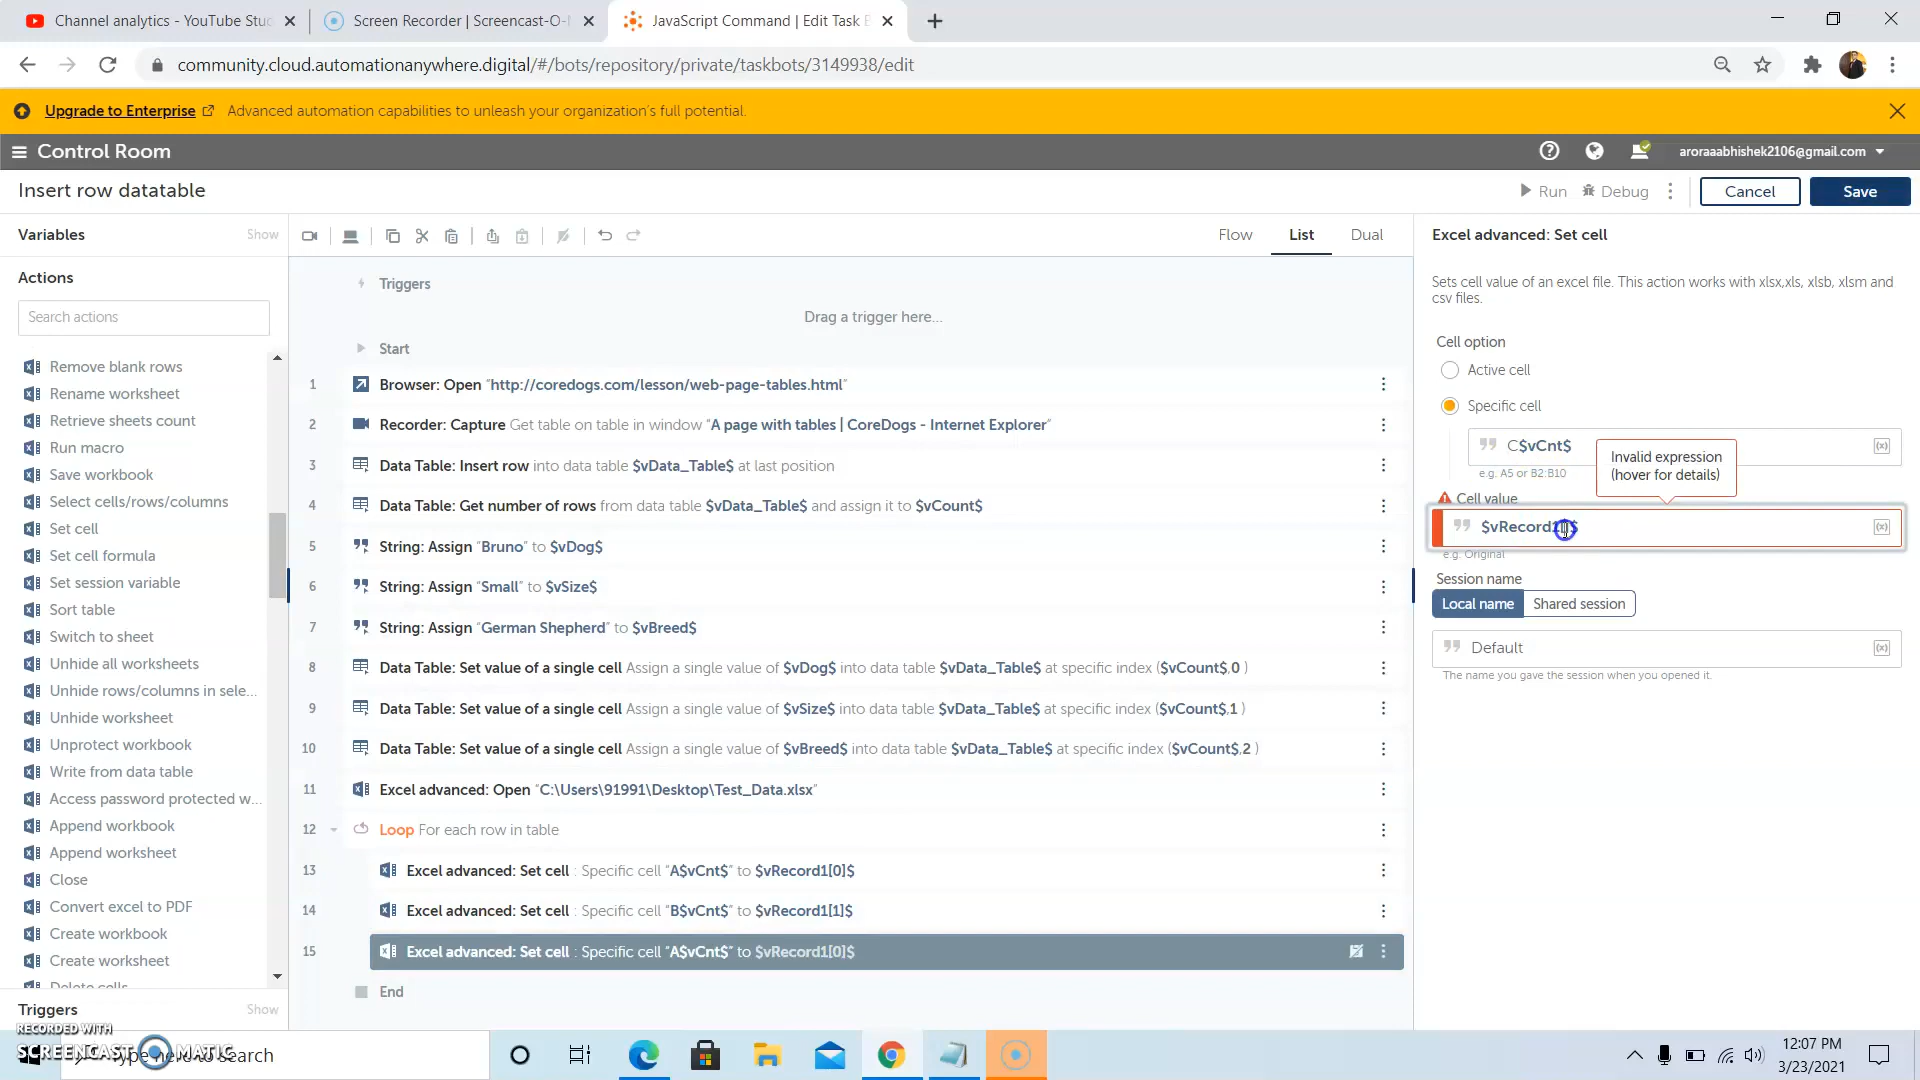 Channel analytics - YouTube Stu
Screen Recorder | Screencast-O-
JavaScript Command | Edit Task B
community.cloud.automationanywhere.digital/#/bots/repository/private/taskbots/3149938/edit
Upgrade to Enterprise Advanced automation capabilities to unleash your organization's full potential.
Control Room
aroraaabhishek2106@gmail.com
Insert row datatable
Run
Debug
Cancel
Save
Variables
Show
Actions
Search actions
Remove blank rows
Rename worksheet
Retrieve sheets count
Run macro
Save workbook
Select cells/rows/columns
Set cell
Set cell formula
Set session variable
Sort table
Switch to sheet
Unhide all worksheets
Unhide rows/columns in sele...
Unhide worksheet
Unprotect workbook
Write from data table
Access password protected w...
Append workbook
Append worksheet
Close
Convert excel to PDF
Create workbook
Create worksheet
Delete cells
Triggers
Show
Flow
List
Dual
Triggers
Drag a trigger here...
Start
1 Browser: Open "http://coredogs.com/lesson/web-page-tables.html"
2 Recorder: Capture Get table on table in window "A page with tables | CoreDogs - Internet Explorer"
3 Data Table: Insert row into data table $vData_Table$ at last position
4 Data Table: Get number of rows from data table $vData_Table$ and assign it to $vCount$
5 String: Assign "Bruno" to $vDog$
6 String: Assign "Small" to $vSize$
7 String: Assign "German Shepherd" to $vBreed$
8 Data Table: Set value of a single cell Assign a single value of $vDog$ into data table $vData_Table$ at specific index ($vCount$,0 )
9 Data Table: Set value of a single cell Assign a single value of $vSize$ into data table $vData_Table$ at specific index ($vCount$,1 )
10 Data Table: Set value of a single cell Assign a single value of $vBreed$ into data table $vData_Table$ at specific index ($vCount$,2 )
11 Excel advanced: Open "C:\Users\91991\Desktop\Test_Data.xlsx"
12 Loop For each row in table
13 Excel advanced: Set cell : Specific cell "A$vCnt$" to $vRecord1[0]$
14 Excel advanced: Set cell : Specific cell "B$vCnt$" to $vRecord1[1]$
15 Excel advanced: Set cell : Specific cell "A$vCnt$" to $vRecord1[0]$
End
Excel advanced: Set cell
Sets cell value of an excel file. This action works with xlsx,xls, xlsb, xlsm and
csv files.
Cell option
Active cell
Specific cell
C$vCnt$
(x)
e.g. A5 or B2:B10
Invalid expression
(hover for details)
Cell value
(x)
e.g. Original
Session name
Local name
Shared session
Default
(x)
The name you gave the session when you opened it.
RECORDED WITH
SCREENCAST MATIC
Type here to search
12:07 PM
3/23/2021